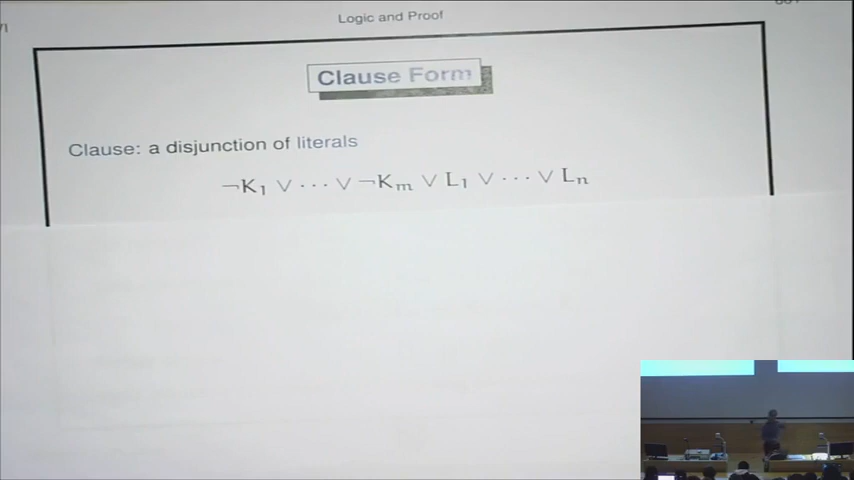 Logic and Proof
Clause Form
Clause: a disjunction of literals
¬K₁ ∨ ··· ∨ ¬Kₘ ∨ L₁ ∨ ··· ∨ Lₙ